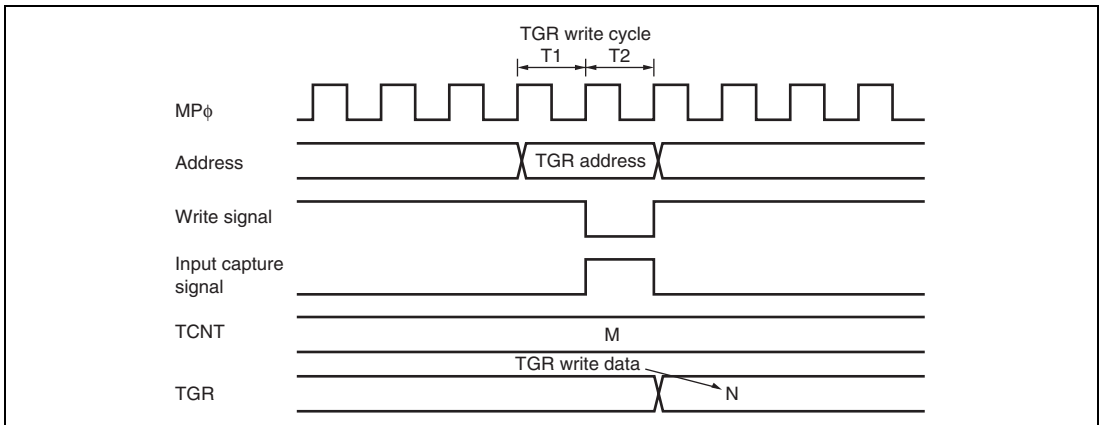 TGR write cycle
T1 T2
MPϕ
Address
TGR address
Write signal
Input capture
signal
TCNT
M
TGR write data
TGR
N